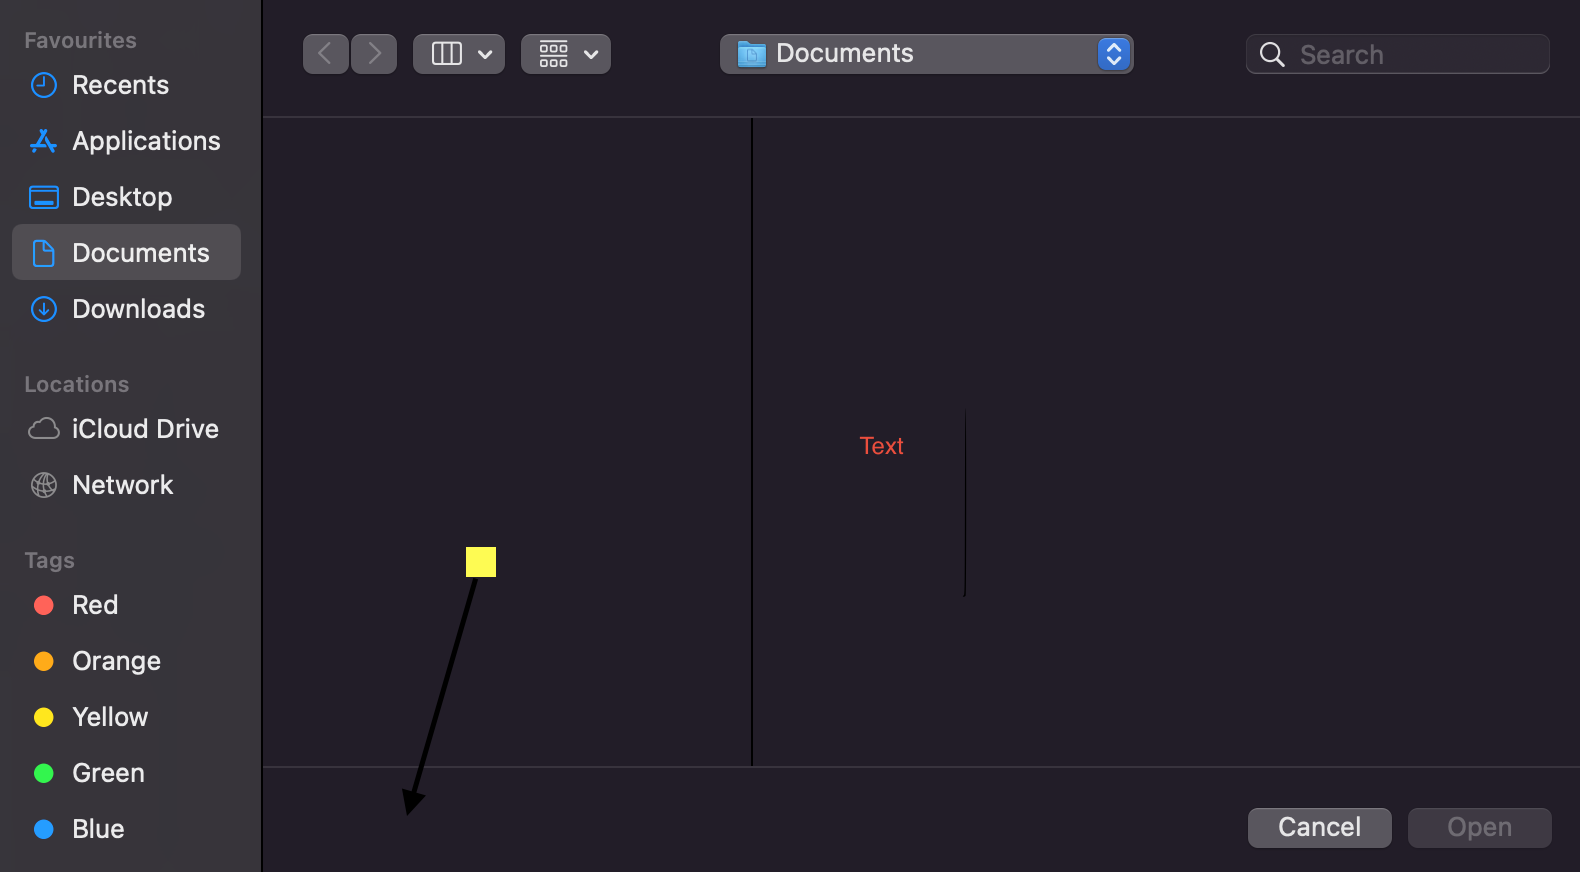 Favourites
Recents
Applications
Desktop
Documents
Downloads
Locations
iCloud Drive
Network
Tags
Red
Orange
Yellow
Green
Blue
Documents
Search
Text
Cancel
Open